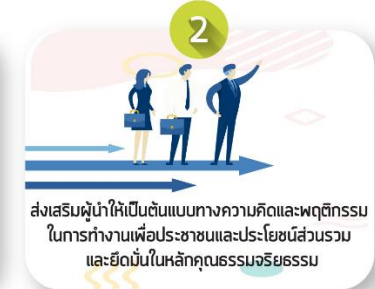 2
ส่งเสริมผู้นำให้เป็นต้นแบบทางความคิดและพฤติกรรม
ในการทำงานเพื่อประชาชนและประโยชน์ส่วนรวม
และยึดมั่นในหลักคุณธรรมจริยธรรม